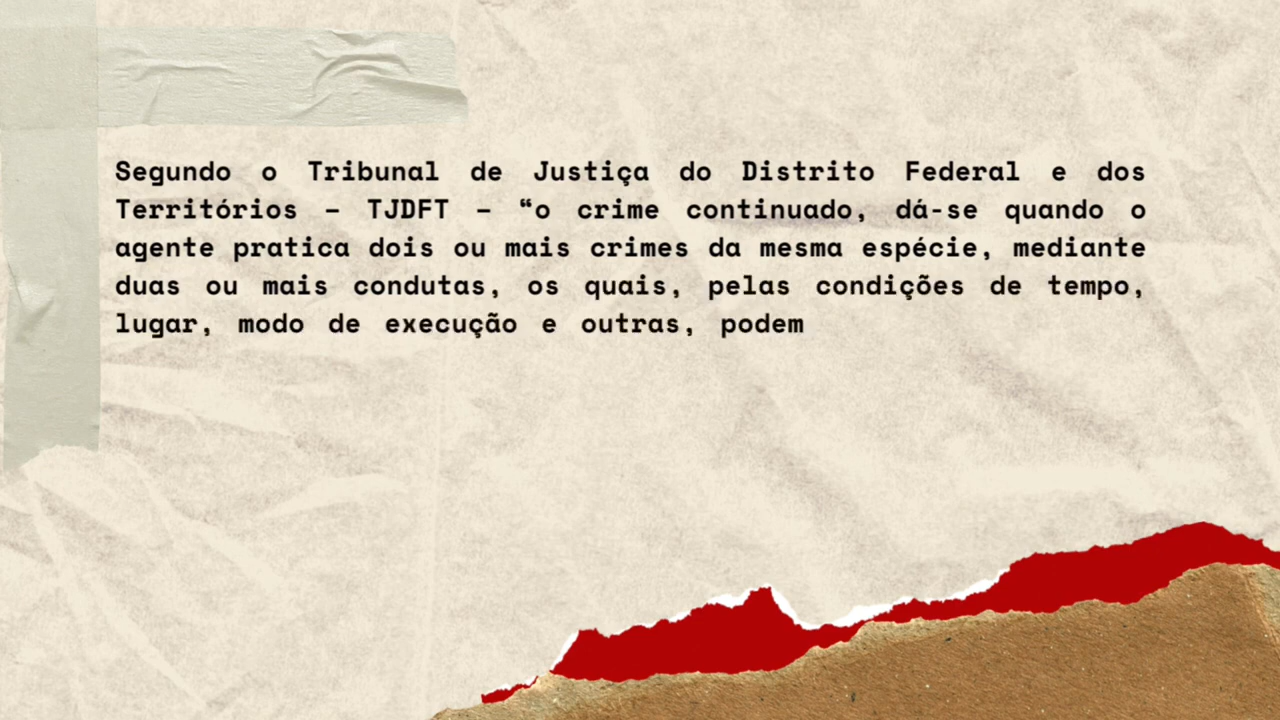 Segundo o Tribunal de Justiça do Distrito Federal e dos
Territórios – TJDFT – “o crime continuado, dá-se quando o
agente pratica dois ou mais crimes da mesma espécie, mediante
duas ou mais condutas, os quais, pelas condições de tempo,
lugar, modo de execução e outras, podem